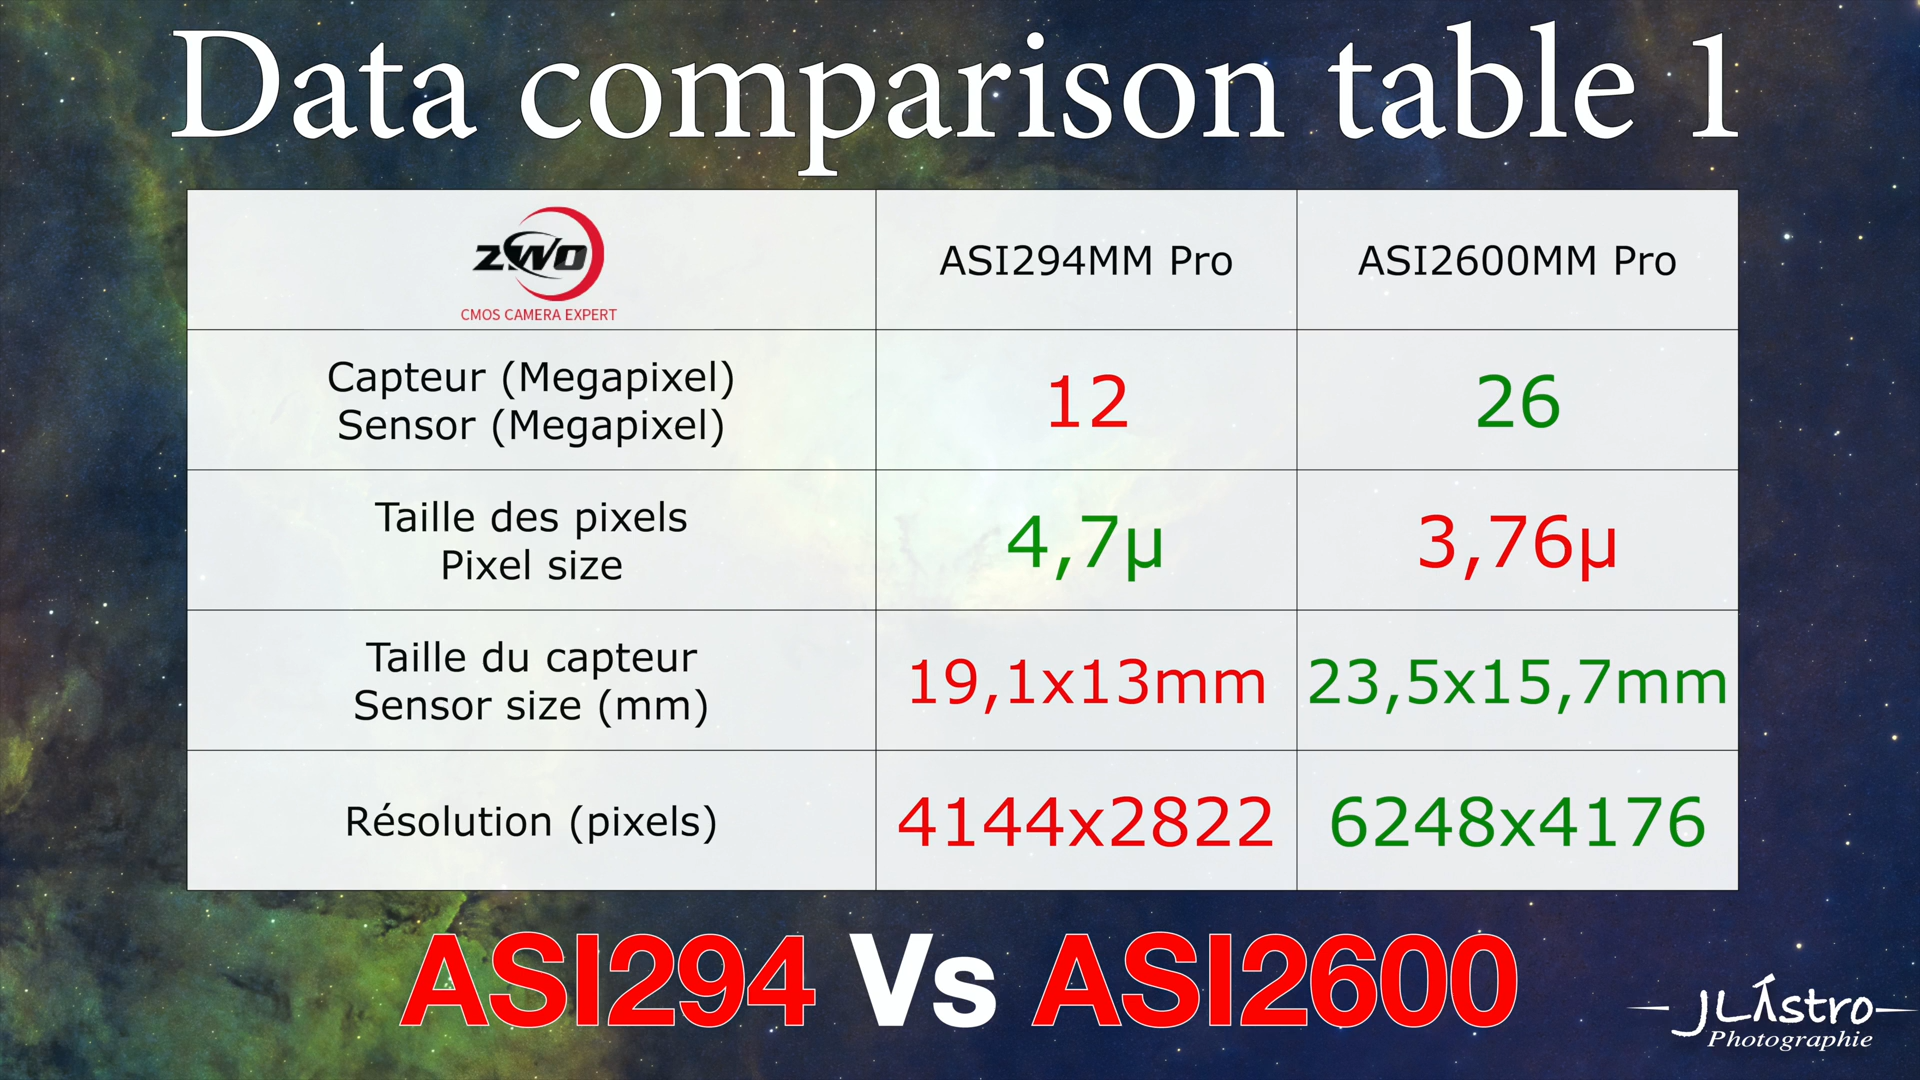 Data comparison table 1
ZWO
CMOS CAMERA EXPERT
ASI294MM Pro
ASI2600MM Pro
Capteur (Megapixel)
Sensor (Megapixel)
12
26
Taille des pixels
Pixel size
4,7µ
3,76µ
Taille du capteur
Sensor size (mm)
19,1x13mm
23,5x15,7mm
Résolution (pixels)
4144x2822
6248x4176
ASI294 Vs ASI2600
JLAstro
Photographie